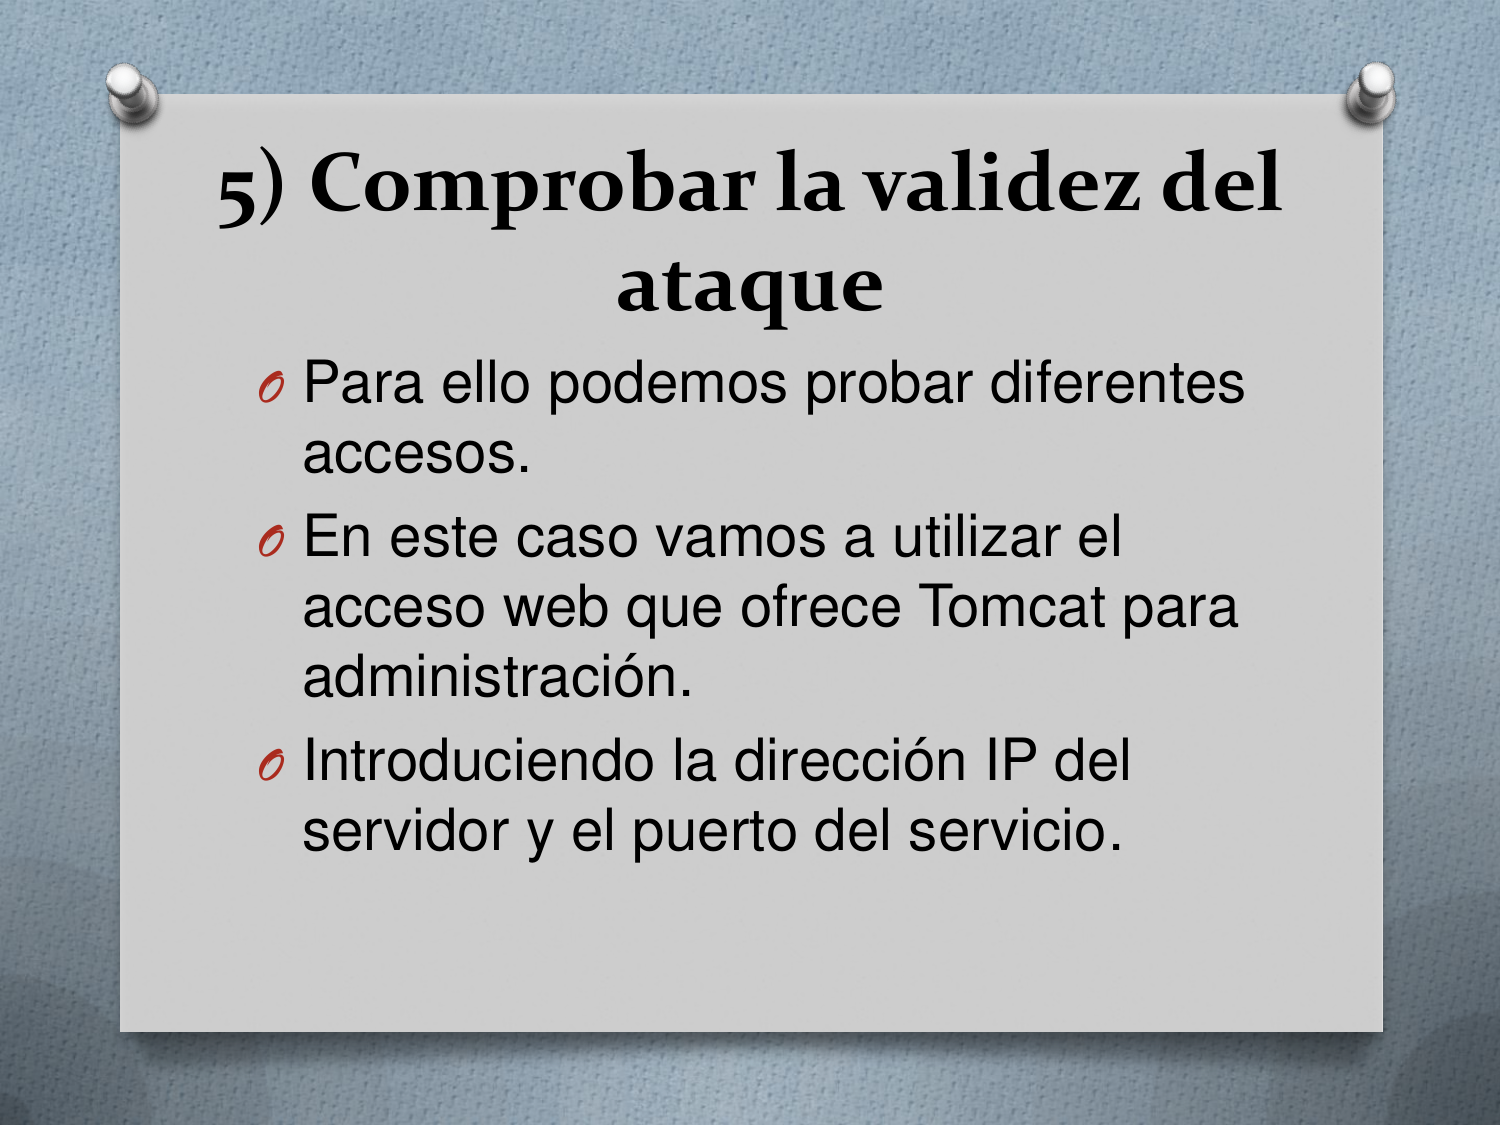 5) Comprobar la validez del
ataque
Para ello podemos probar diferentes
accesos.
En este caso vamos a utilizar el
acceso web que ofrece Tomcat para
administración.
Introduciendo la dirección IP del
servidor y el puerto del servicio.